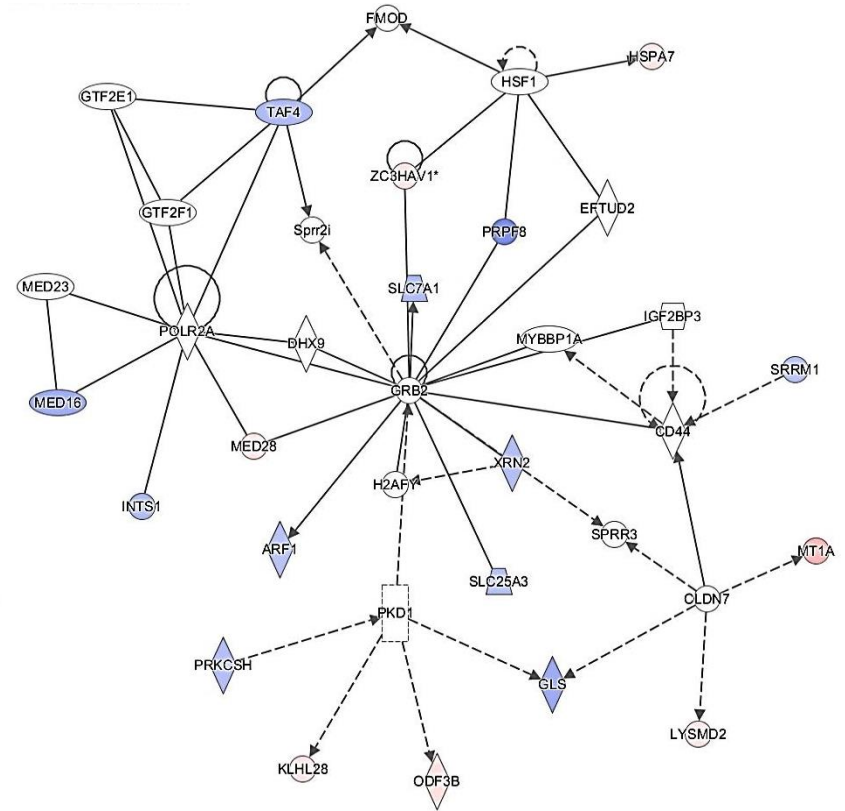 FMOD
HSPA7
HSF1
GTF2E1
TAF4
ZC3HAV1*
GTF2F1
EFTUD2
Sprr2i
PRPF8
MED23
SLC7A1
IGF2BP3
POLR2A
DHX9
MYBBP1A
SRRM1
GRB2
MED16
CD44
MED28
XRN2
H2AFY
INTS1
SPRR3
ARF1
MT1A
SLC25A3
CLDN7
PKD1
PRKCSH
GLS
LYSMD2
KLHL28
ODF3B